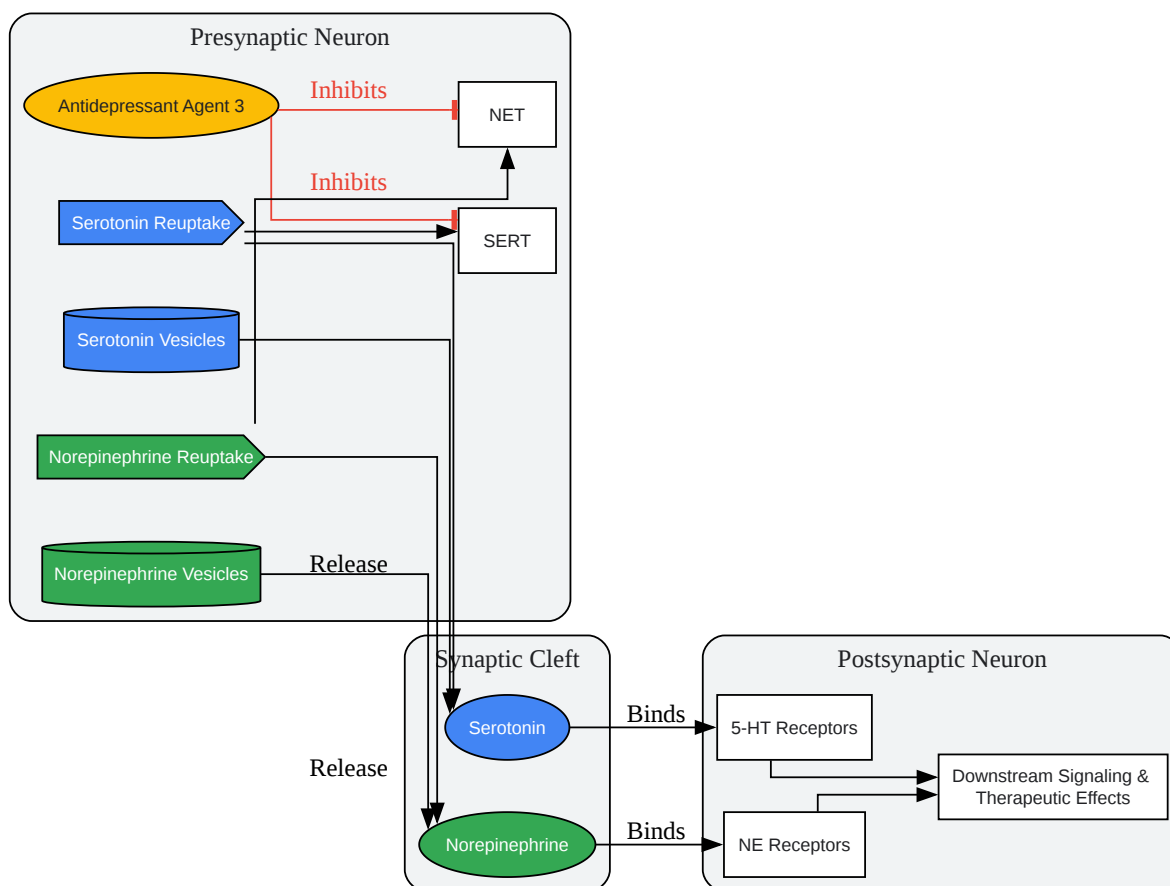 Presynaptic Neuron
Antidepressant Agent 3
Inhibits
NET
Inhibits
Serotonin Reuptake
SERT
Serotonin Vesicles
Norepinephrine Reuptake
Norepinephrine Vesicles
Release
Synaptic Cleft
Postsynaptic Neuron
Serotonin
Binds
5-HT Receptors
Release
Downstream Signaling &
Therapeutic Effects
Norepinephrine
Binds
NE Receptors